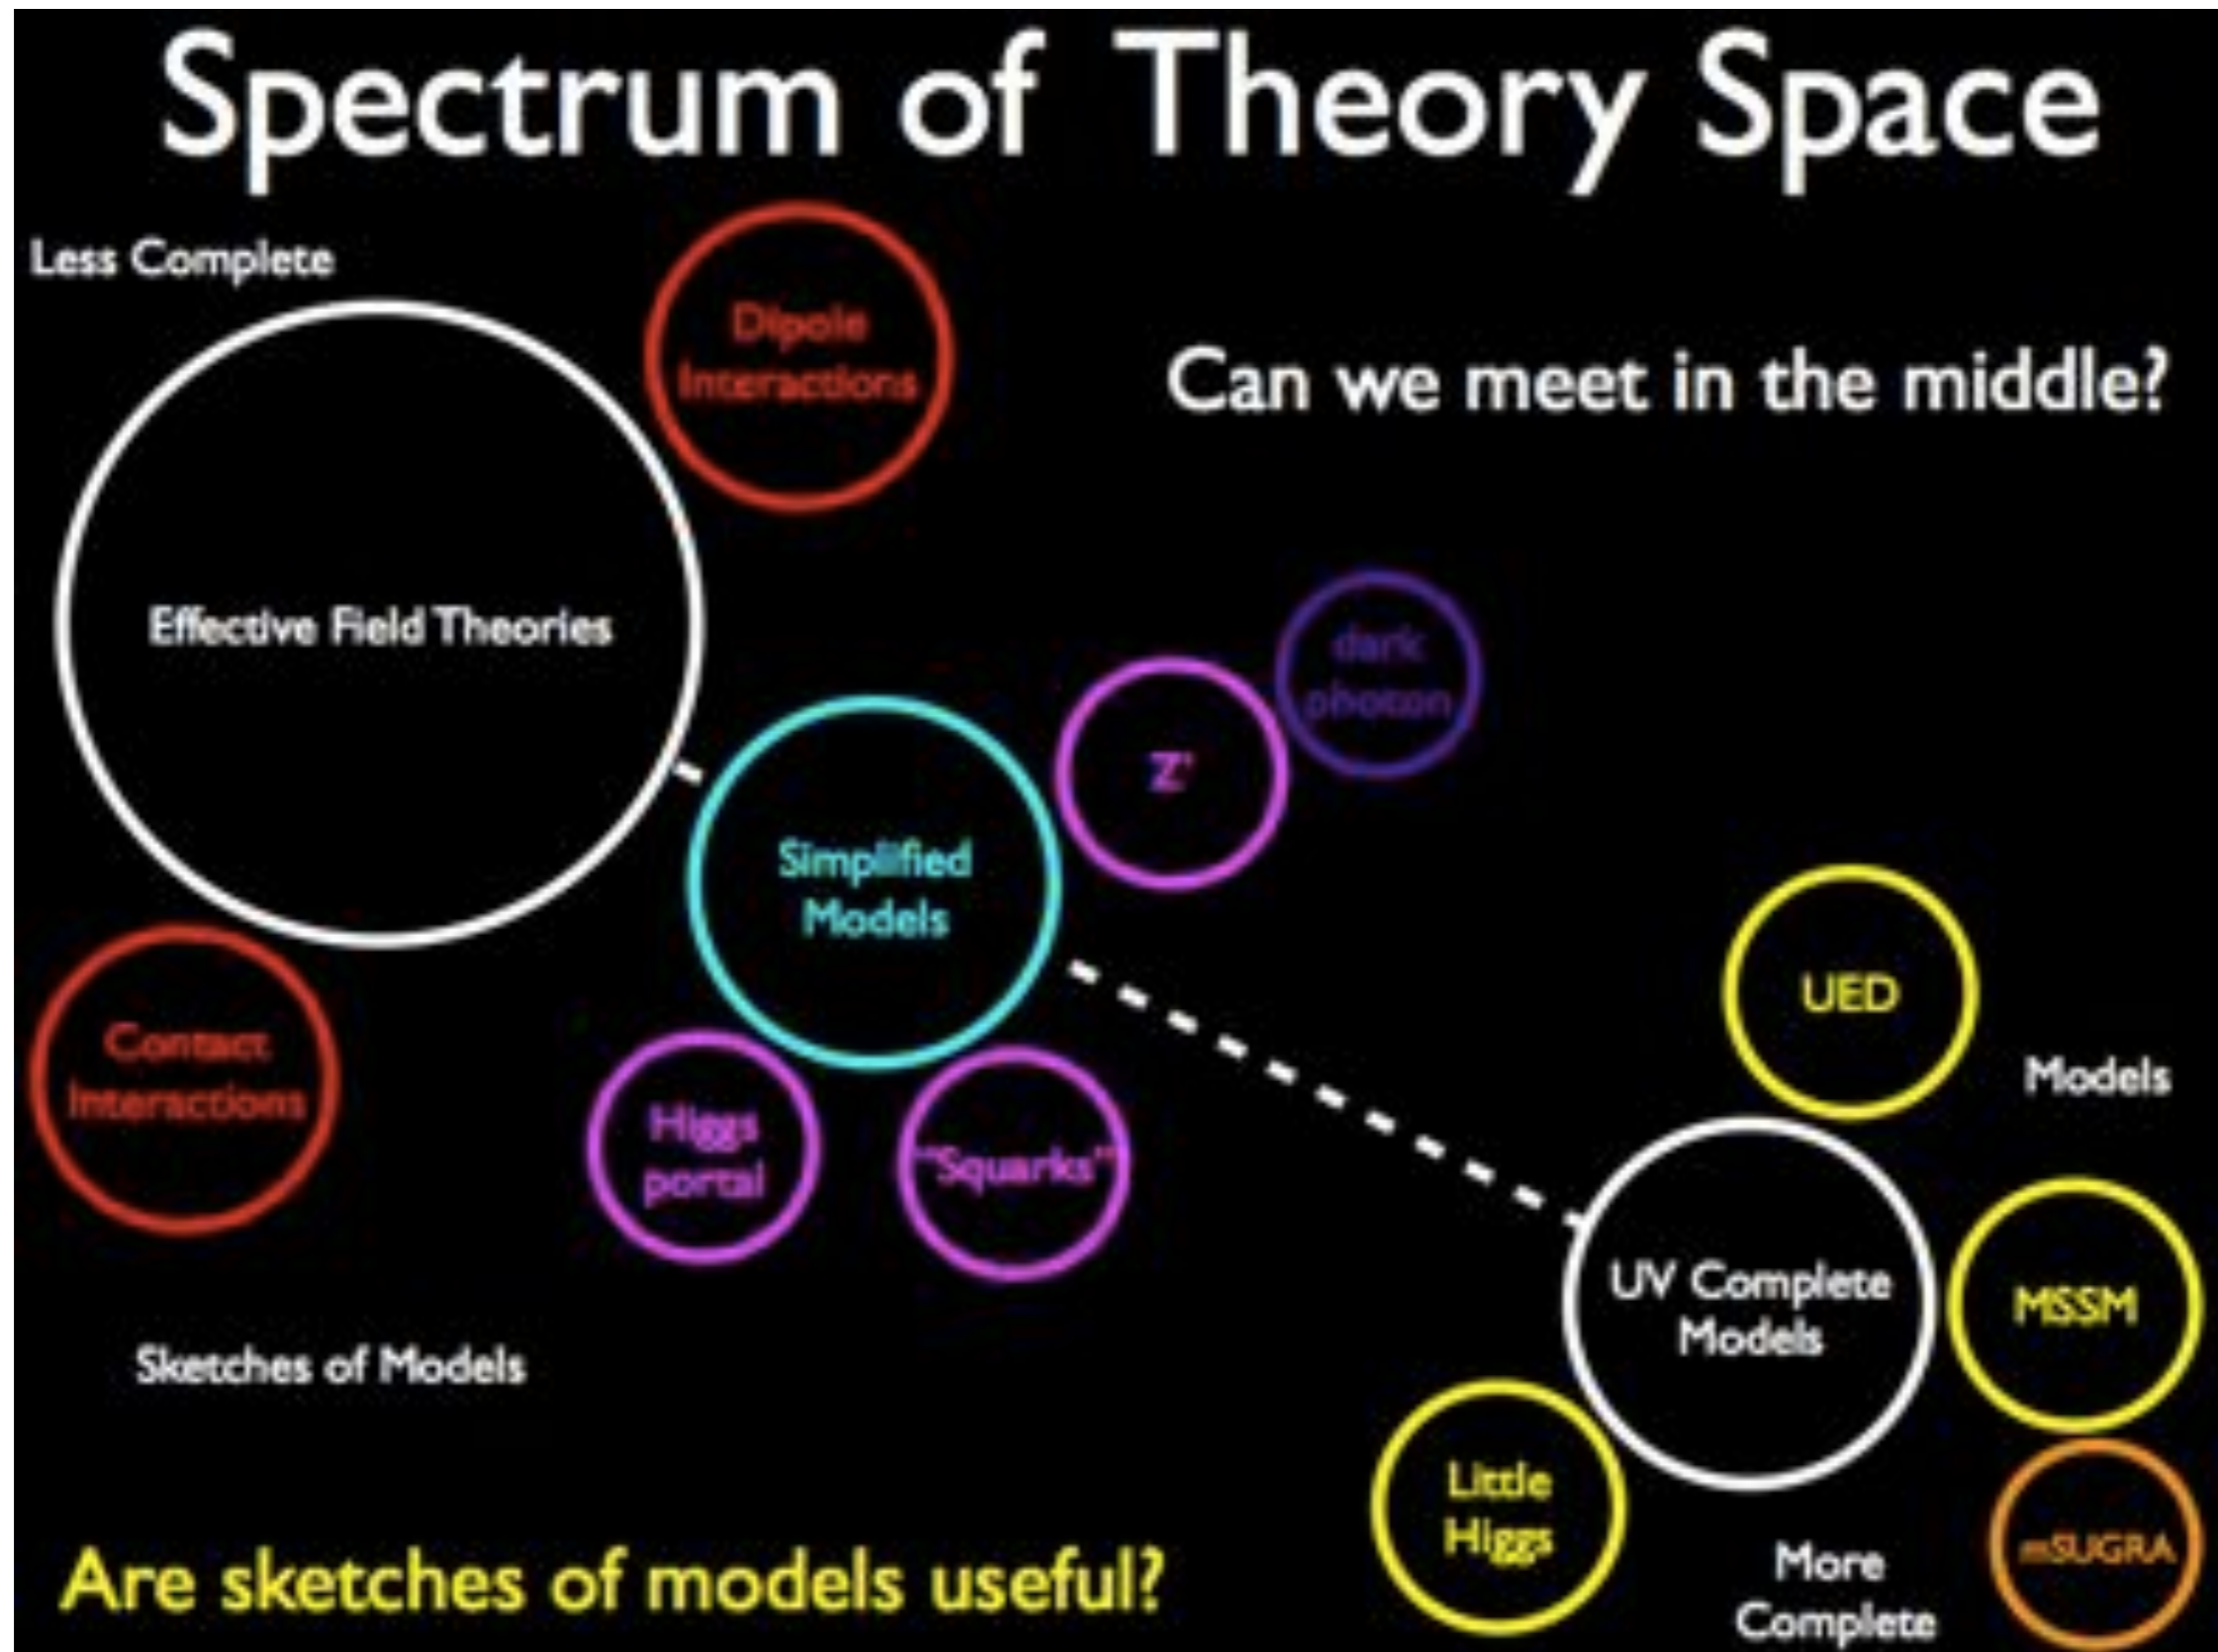 Spectrum of Theory Space
Less Complete
Dipole
Interactions
Can we meet in the middle?
Effective Field Theories
dark
photon
Z'
Simplified
Models
UED
Contact
Interactions
Models
Higgs
portal
"Squarks"
UV Complete
Models
MSSM
Sketches of Models
Little
Higgs
mSUGRA
More
Complete
Are sketches of models useful?